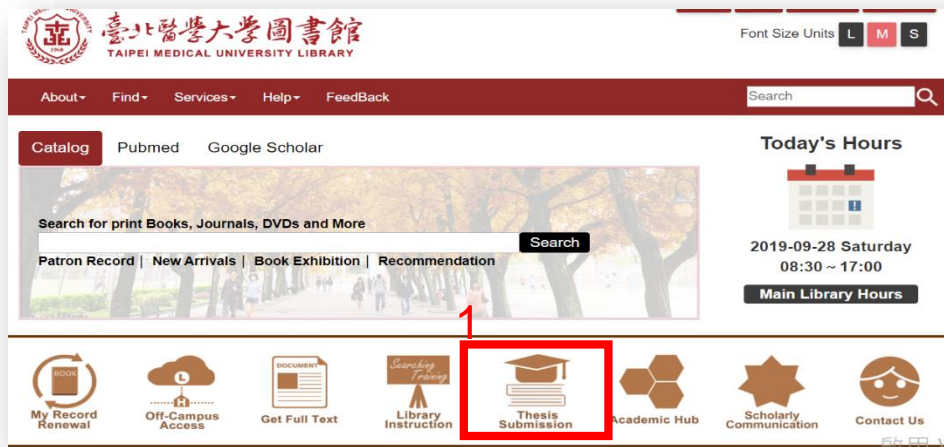 臺北醫學大學圖書館
TAIPEI MEDICAL UNIVERSITY LIBRARY
1960
Font Size Units L M S
About Find Services Help FeedBack Search
Catalog Pubmed Google Scholar
Today's Hours
Search for print Books, Journals, DVDs and More
Search
Patron Record | New Arrivals | Book Exhibition | Recommendation
2019-09-28 Saturday
08:30 ~ 17:00
Main Library Hours
1
BOOK
DOCUMENT
Searching
Training
My Record
Renewal
Off-Campus
Access
Get Full Text
Library
Instruction
Thesis
Submission
Academic Hub
Scholarly
Communication
Contact Us